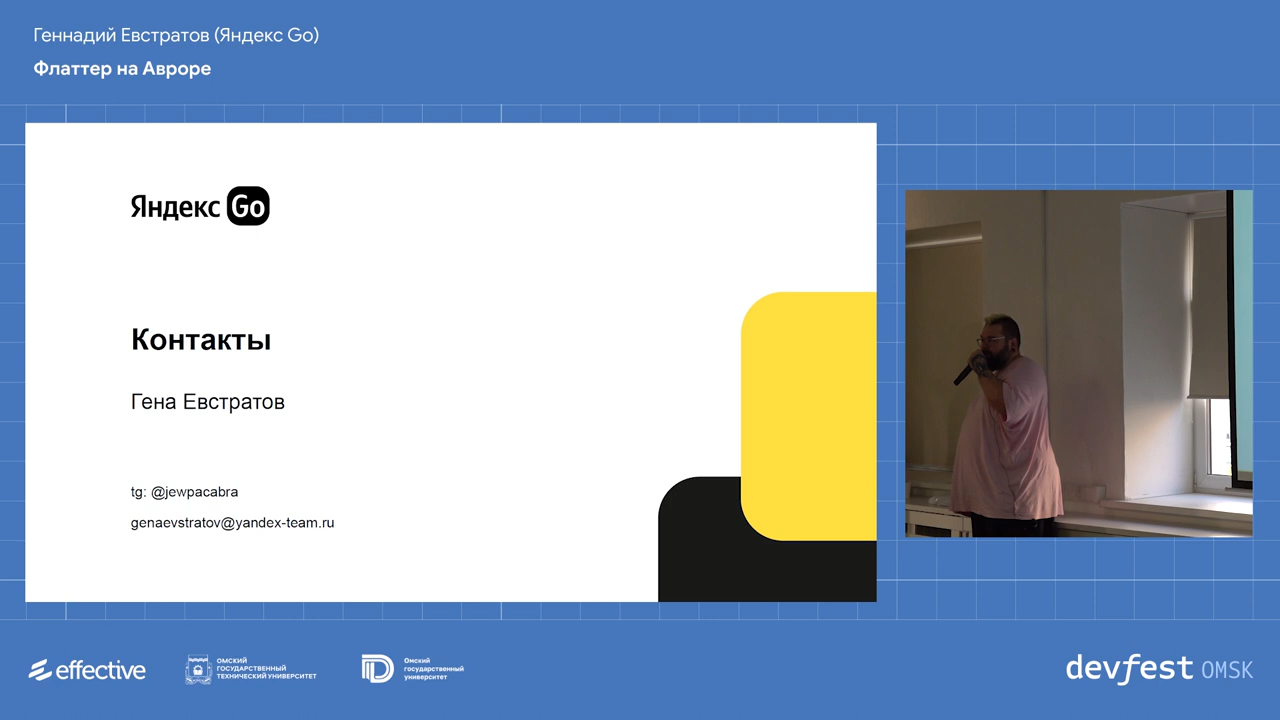 Геннадий Евстратов (Яндекс Go)
Флаттер на Авроре
Яндекс Go
Контакты
Гена Евстратов
tg: @jewpacabra
genaevstratov@yandex-team.ru
effective
ОМСКИЙ
ГОСУДАРСТВЕННЫЙ
ТЕХНИЧЕСКИЙ УНИВЕРСИТЕТ
Омский
государственный
университет
devfest OMSK